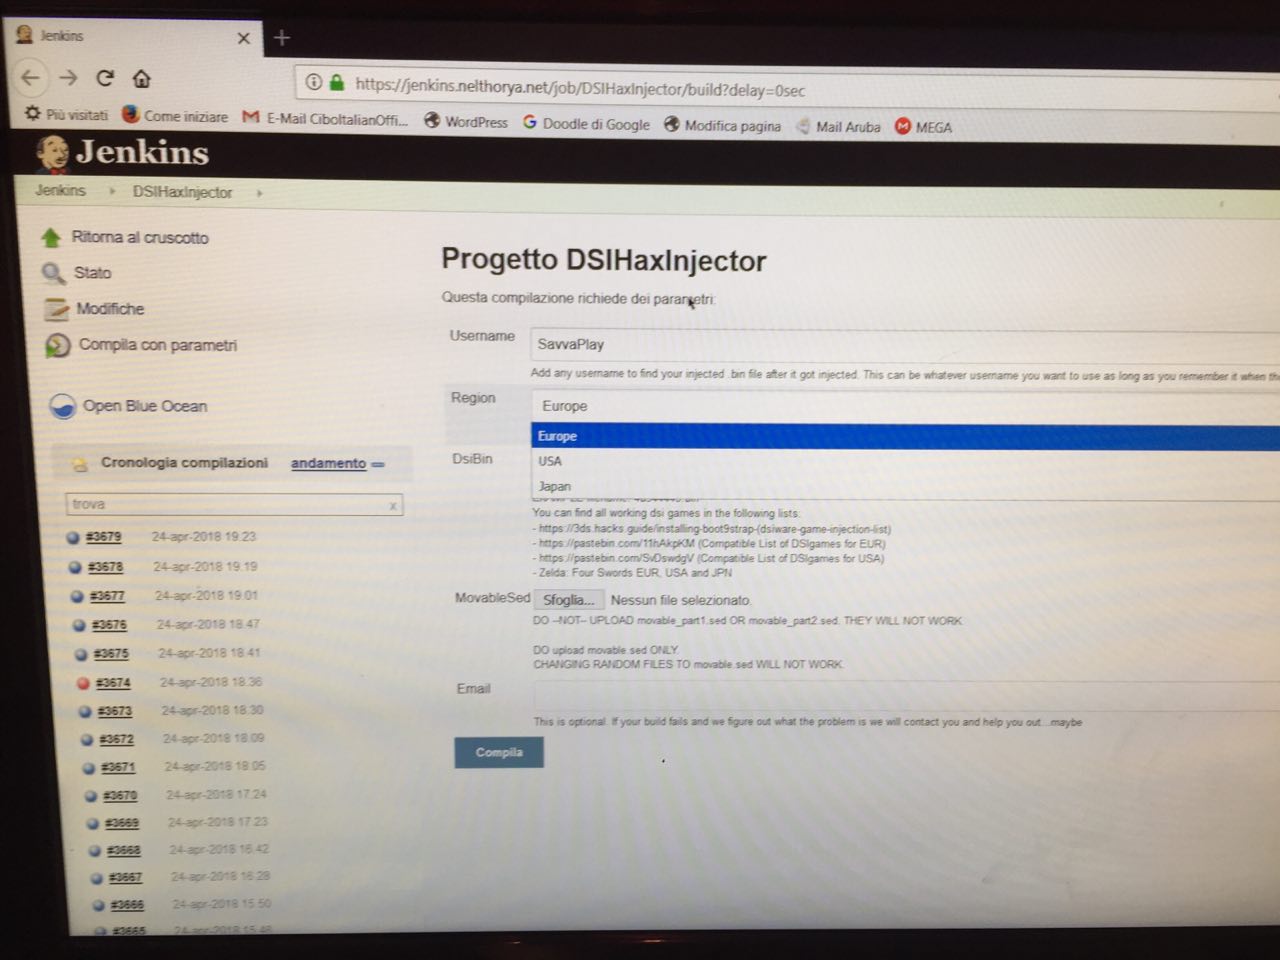 Jenkins
https://jenkins.nelthorya.net/job/DSIHaxInjector/build?delay=0sec
Più visitati
Come iniziare
E-Mail CiboItalianOffi...
WordPress
Doodle di Google
Modifica pagina
Mail Aruba
MEGA
Jenkins
Jenkins
DSIHaxInjector
Ritorna al cruscotto
Stato
Modifiche
Compila con parametri
Open Blue Ocean
Cronologia compilazioni andamento
trova x
#3679 24-apr-2018 19.23
#3678 24-apr-2018 19.19
#3677 24-apr-2018 19.01
#3676 24-apr-2018 18.47
#3675 24-apr-2018 18.41
#3674 24-apr-2018 18.36
#3673 24-apr-2018 18.30
#3672 24-apr-2018 18.09
#3671 24-apr-2018 18.05
#3670 24-apr-2018 17.24
#3669 24-apr-2018 17.23
#3668 24-apr-2018 16.42
#3667 24-apr-2018 16.28
#3666 24-apr-2018 15.50
#3665 24-apr-2018 15.48
Progetto DSIHaxInjector
Questa compilazione richiede dei parametri:
Username
SavvaPlay
Add any username to find your injected .bin file after it got injected. This can be whatever username you want to use as long as you remember it when the
Region
Europe
Europe
USA
Japan
DsiBin
You can find all working dsi games in the following lists:
- https://3ds.hacks.guide/installing-boot9strap-(dsiware-game-injection-list)
- https://pastebin.com/11hAkpKM (Compatible List of DSIgames for EUR)
- https://pastebin.com/SvDswdgV (Compatible List of DSIgames for USA)
- Zelda: Four Swords EUR, USA and JPN
MovableSed
Sfoglia... Nessun file selezionato.
DO --NOT-- UPLOAD movable_part1.sed OR movable_part2.sed. THEY WILL NOT WORK.
DO upload movable.sed ONLY.
CHANGING RANDOM FILES TO movable.sed WILL NOT WORK.
Email
This is optional. If your build fails and we figure out what the problem is we will contact you and help you out...maybe
Compila